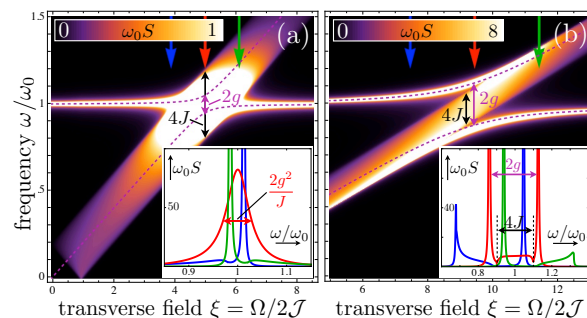 0 ω₀S 1 (a)
0 ω₀S 8 (b)
frequency ω/ω₀
1.5
1
.5
0
2g
4J
2g
4J
ω₀S
50
2g²
J
ω/ω₀
0.9 1 1.1
ω₀S
40
2g
4J
ω/ω₀
0.8 1 1.2
0 2 4 6 8 10
6 8 10 12
transverse field ξ = Ω/2𝒥
transverse field ξ = Ω/2𝒥